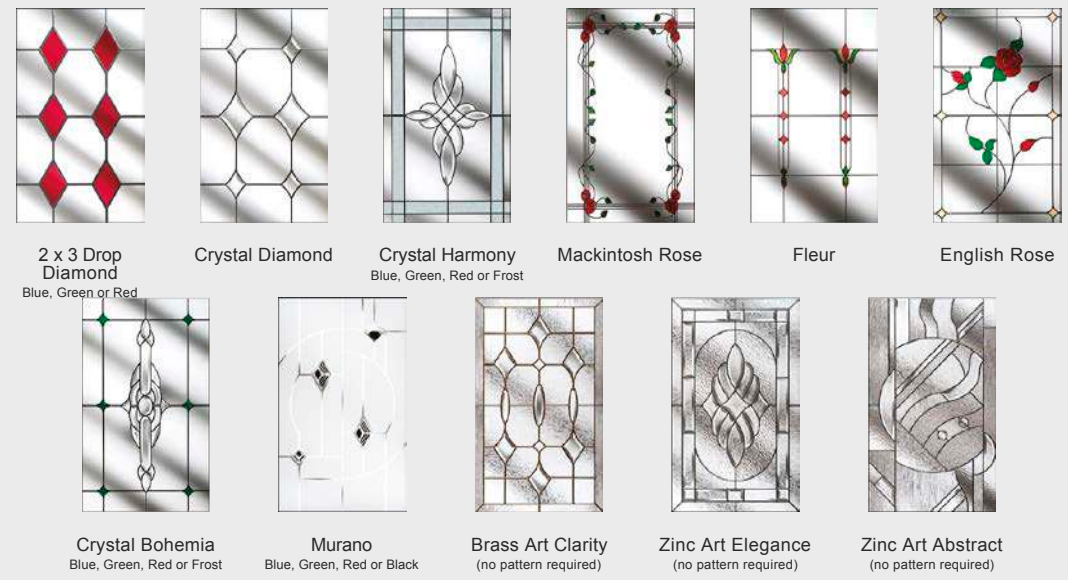 2 x 3 Drop
Diamond
Blue, Green or Red
Crystal Diamond
Crystal Harmony
Blue, Green, Red or Frost
Mackintosh Rose
Fleur
English Rose
Crystal Bohemia
Blue, Green, Red or Frost
Murano
Blue, Green, Red or Black
Brass Art Clarity
(no pattern required)
Zinc Art Elegance
(no pattern required)
Zinc Art Abstract
(no pattern required)